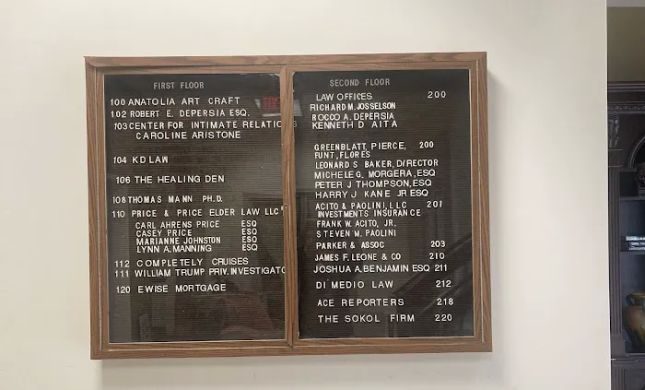 FIRST FLOOR
100 ANATOLIA ART CRAFT
102 ROBERT E. DEPERSIA ESQ.
103 CENTER FOR INTIMATE RELATIO
CAROLINE ARISTONE
104 KD LAW
106 THE HEALING DEN
108 THOMAS MANN PH.D.
110 PRICE & PRICE ELDER LAW LLC
CARL AHRENS PRICE ESQ
CASEY PRICE ESQ
MARIANNE JOHNSTON ESQ
LYNN A. MANNING ESQ
112 COMPLETELY CRUISES
111 WILLIAM TRUMP PRIV. INVESTIGATO
120 EWISE MORTGAGE
SECOND FLOOR
LAW OFFICES 200
RICHARD M. JOSSELSON
ROCCO A. DEPERSIA
KENNETH D AITA
GREENBLATT, PIERCE, 200
FUNT, FLORES
LEONARD S BAKER, DIRECTOR
MICHELE G. MORGERA, ESQ
PETER J THOMPSON, ESQ
HARRY J KANE JR ESQ
ACITO & PAOLINI, LLC 201
INVESTMENTS INSURANCE
FRANK W. ACITO, JR.
STEVEN M. PAOLINI
PARKER & ASSOC 203
JAMES F. LEONE & CO 210
JOSHUA A. BENJAMIN ESQ 211
DI MEDIO LAW 212
ACE REPORTERS 218
THE SOKOL FIRM 220